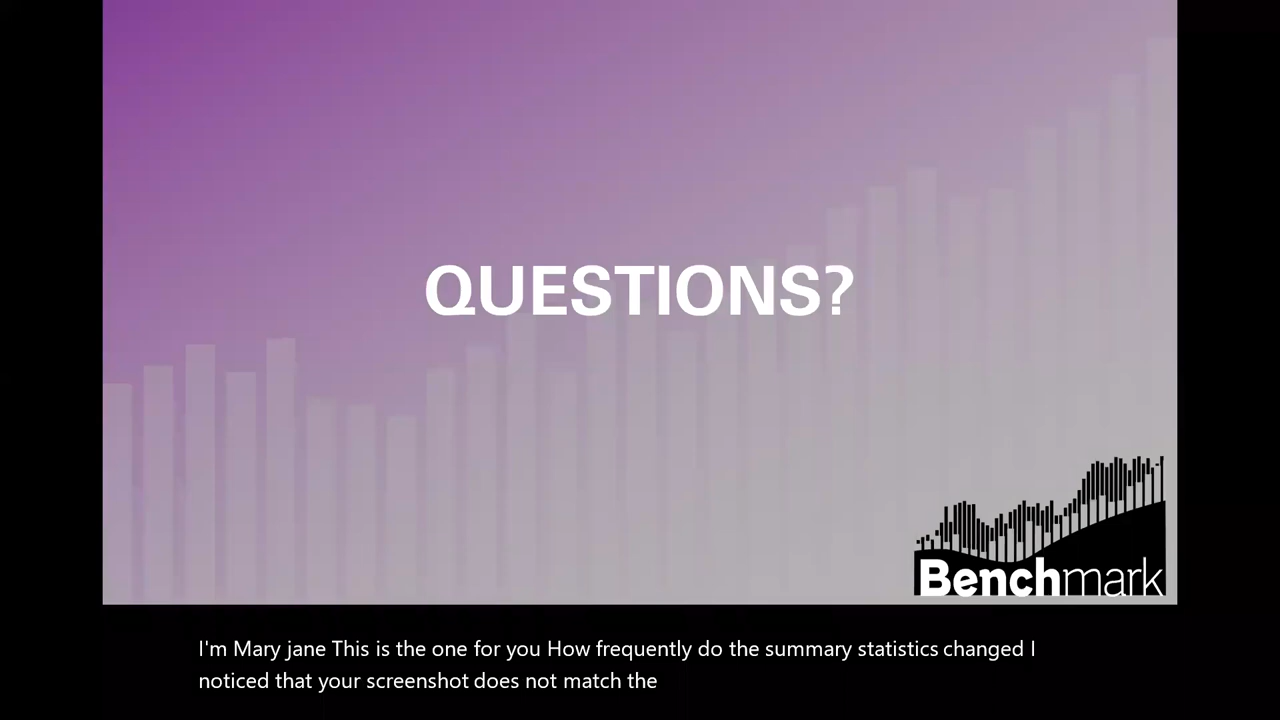 QUESTIONS?
Benchmark
I'm Mary jane This is the one for you How frequently do the summary statistics changed I
noticed that your screenshot does not match the